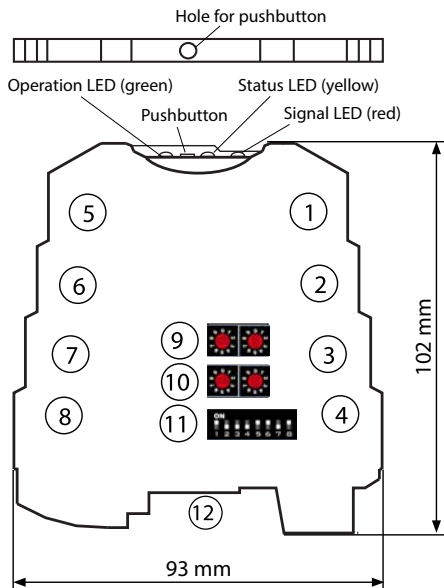 Hole for pushbutton
Operation LED (green)
Status LED (yellow)
Pushbutton
Signal LED (red)
5
1
6
2
9
7
3
10
8
4
11
ON
1 2 3 4 5 6 7 8
12
102 mm
93 mm